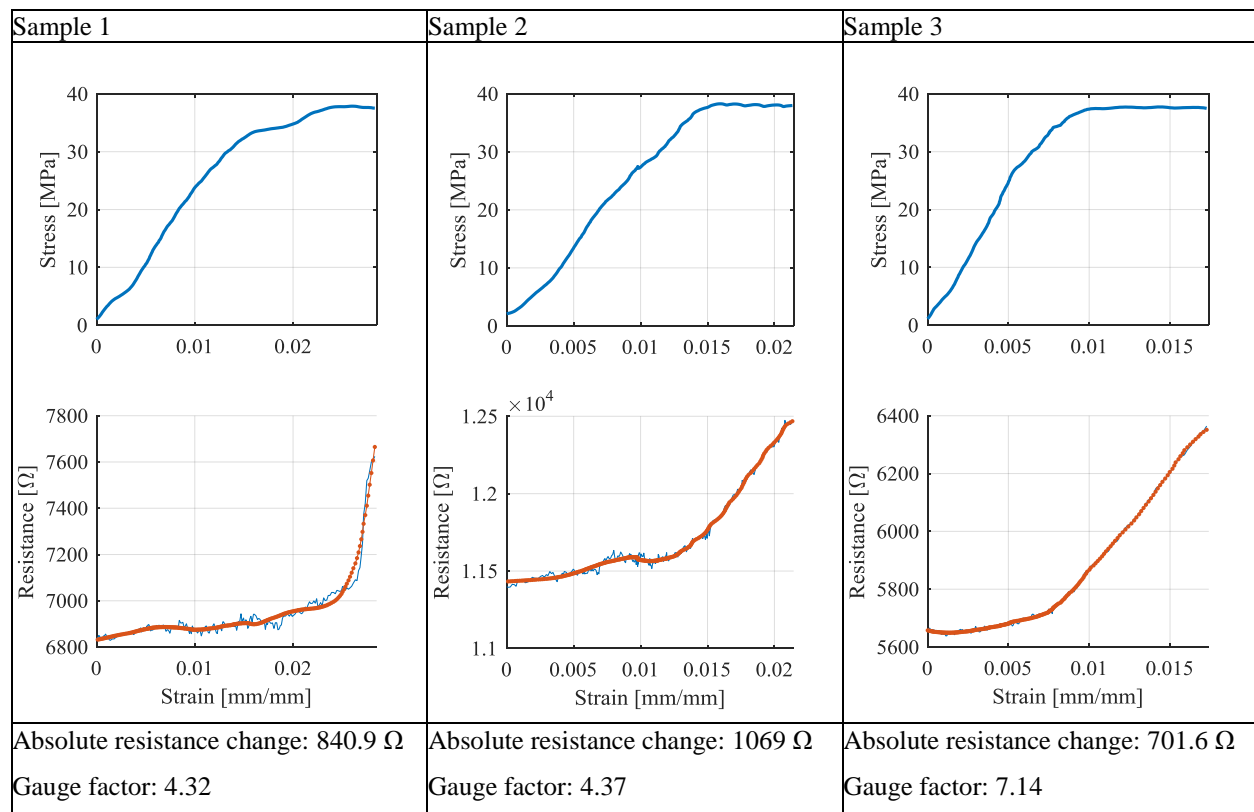 Sample 1
Sample 2
Sample 3
40
30
20
10
0
Stress [MPa]
0 0.01 0.02
40
30
20
10
0
Stress [MPa]
0 0.005 0.01 0.015 0.02
40
30
20
10
0
Stress [MPa]
0 0.005 0.01 0.015
7800
7600
7400
7200
7000
6800
Resistance [Ω]
0 0.01 0.02
Strain [mm/mm]
×10⁴
1.25
1.2
1.15
1.1
Resistance [Ω]
0 0.005 0.01 0.015 0.02
Strain [mm/mm]
6400
6200
6000
5800
5600
Resistance [Ω]
0 0.005 0.01 0.015
Strain [mm/mm]
Absolute resistance change: 840.9 Ω
Gauge factor: 4.32
Absolute resistance change: 1069 Ω
Gauge factor: 4.37
Absolute resistance change: 701.6 Ω
Gauge factor: 7.14